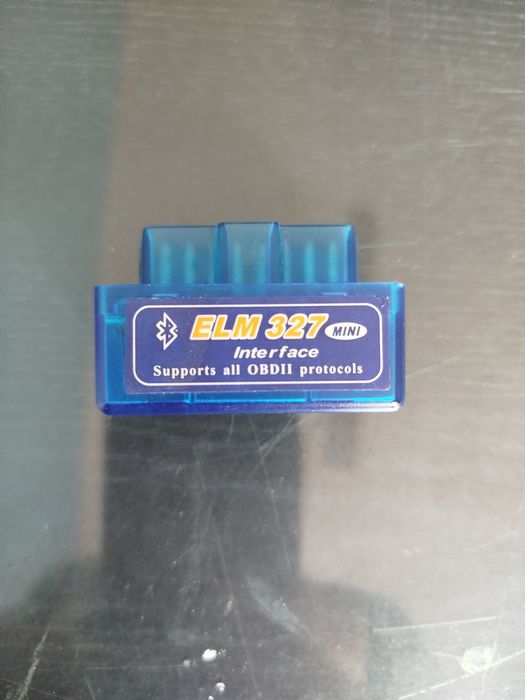 ELM 327 MINI
Interface
Supports all OBDII protocols